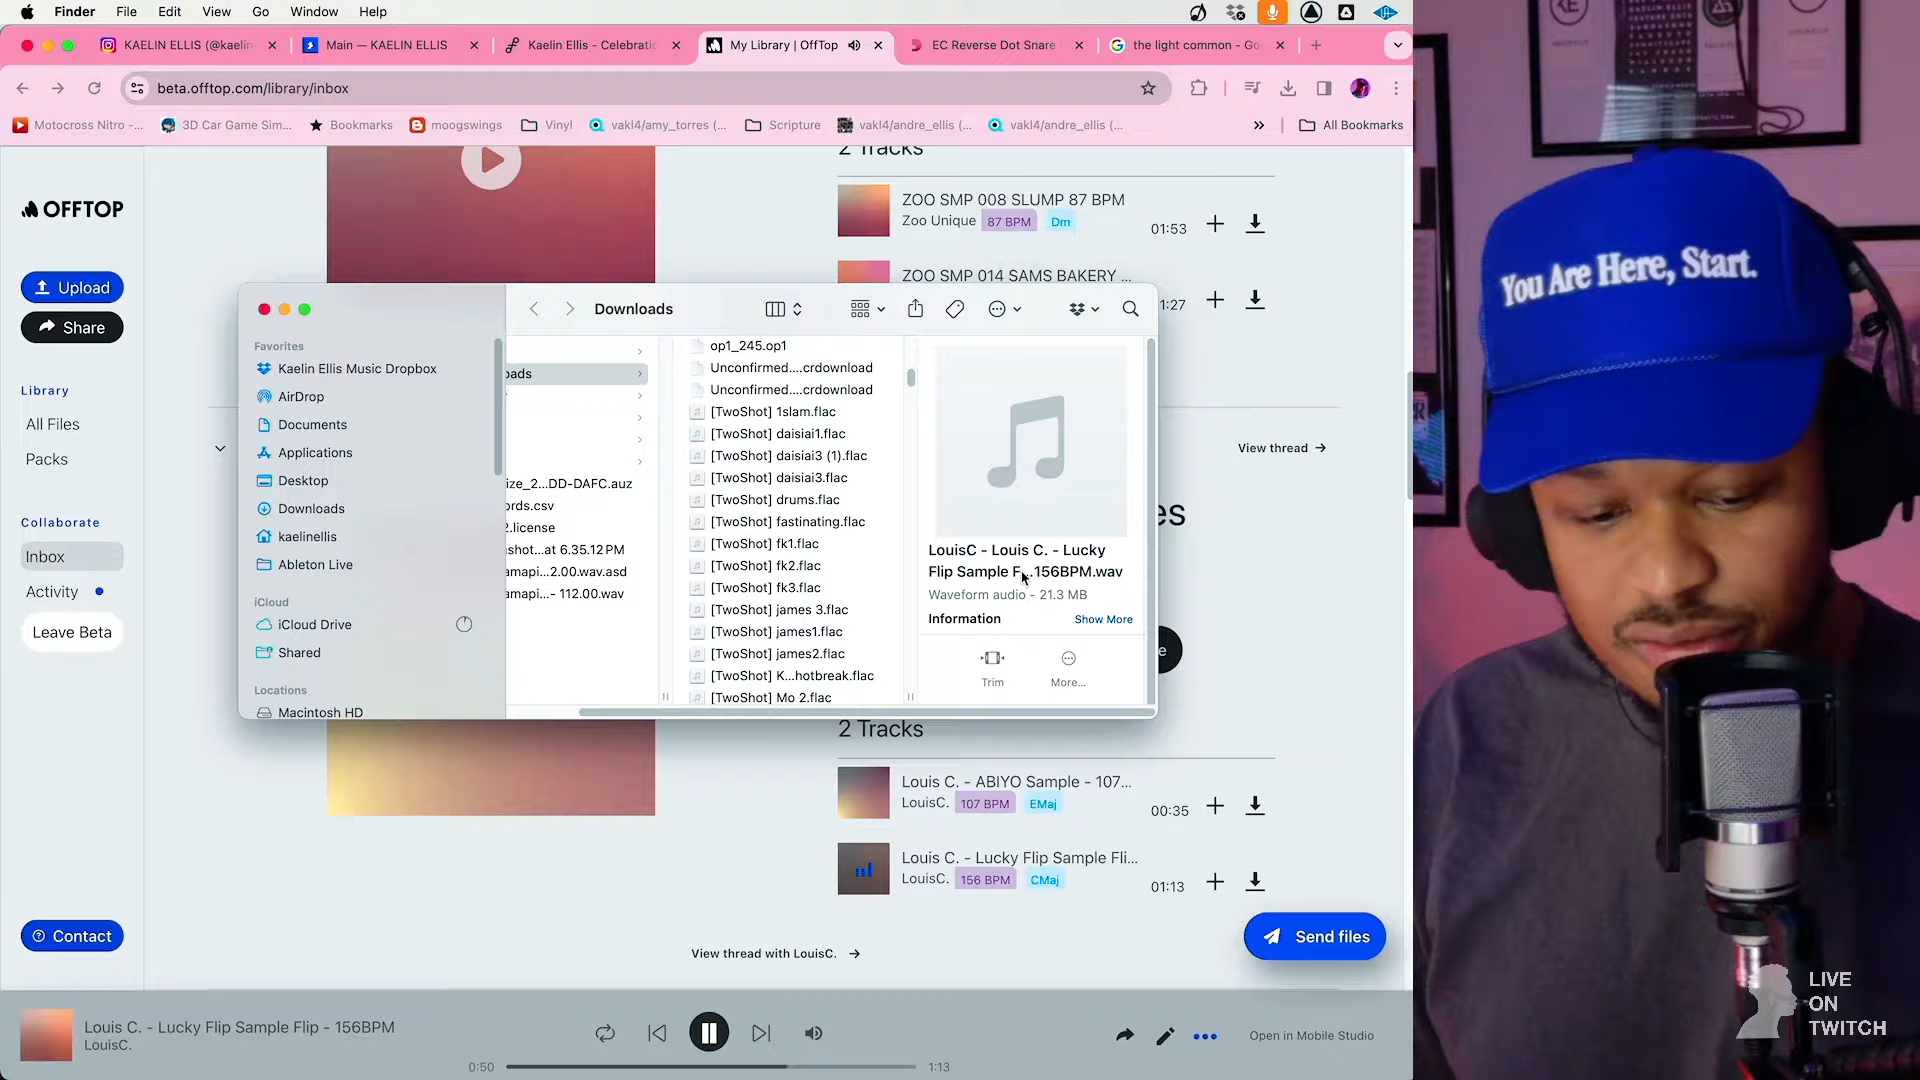 Finder File Edit View Go Window Help
KAELIN ELLIS (@kaelin
Main — KAELIN ELLIS
Kaelin Ellis - Celebratio
My Library | OffTop
EC Reverse Dot Snare
the light common - Go
beta.offtop.com/library/inbox
Motocross Nitro -...
3D Car Game Sim...
Bookmarks
moogswings
Vinyl
vakl4/amy_torres (...
Scripture
vakl4/andre_ellis (...
vakl4/andre_ellis (...
All Bookmarks
OFFTOP
Upload
Share
Library
All Files
Packs
Collaborate
Inbox
Activity
Leave Beta
Contact
2 Tracks
ZOO SMP 008 SLUMP 87 BPM
Zoo Unique 87 BPM Dm
01:53
ZOO SMP 014 SAMS BAKERY ...
1:27
View thread
es
e
Downloads
Favorites
Kaelin Ellis Music Dropbox
AirDrop
Documents
Applications
Desktop
Downloads
kaelinellis
Ableton Live
iCloud
iCloud Drive
Shared
Locations
Macintosh HD
oads
ize_2...DD-DAFC.auz
ords.csv
2.license
shot...at 6.35.12 PM
amapi...2.00.wav.asd
amapi...- 112.00.wav
op1_245.op1
Unconfirmed....crdownload
Unconfirmed....crdownload
[TwoShot] 1slam.flac
[TwoShot] daisiai1.flac
[TwoShot] daisiai3 (1).flac
[TwoShot] daisiai3.flac
[TwoShot] drums.flac
[TwoShot] fastinating.flac
[TwoShot] fk1.flac
[TwoShot] fk2.flac
[TwoShot] fk3.flac
[TwoShot] james 3.flac
[TwoShot] james1.flac
[TwoShot] james2.flac
[TwoShot] K...hotbreak.flac
[TwoShot] Mo 2.flac
LouisC - Louis C. - Lucky
Flip Sample F...156BPM.wav
Waveform audio - 21.3 MB
Information
Show More
Trim
More...
2 Tracks
Louis C. - ABIYO Sample - 107...
LouisC. 107 BPM EMaj
00:35
Louis C. - Lucky Flip Sample Fli...
LouisC. 156 BPM CMaj
01:13
View thread with LouisC.
Send files
Louis C. - Lucky Flip Sample Flip - 156BPM
LouisC.
0:50
1:13
Open in Mobile Studio
You Are Here, Start.
LIVE
ON
TWITCH